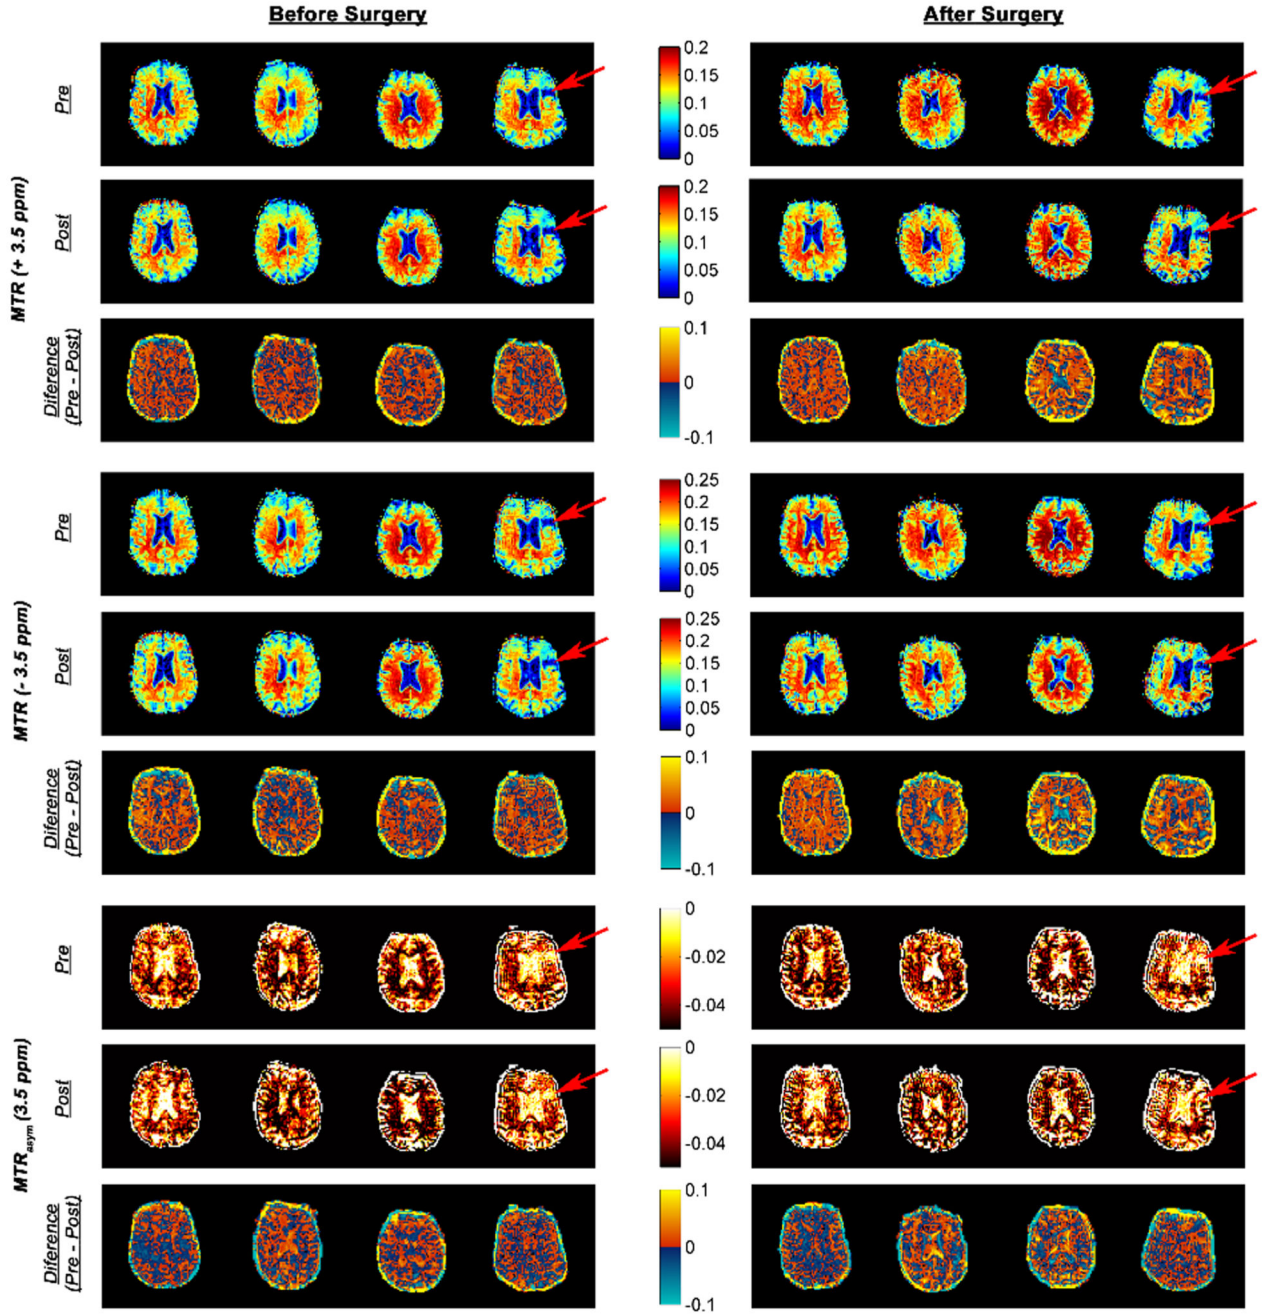 Before Surgery
After Surgery
MTR (+ 3.5 ppm)
Pre
0.2
0.15
0.1
0.05
0
Post
0.2
0.15
0.1
0.05
0
Diference
(Pre - Post)
0.1
0
-0.1
MTR (- 3.5 ppm)
Pre
0.25
0.2
0.15
0.1
0.05
0
Post
0.25
0.2
0.15
0.1
0.05
0
Diference
(Pre - Post)
0.1
0
-0.1
MTRasym (3.5 ppm)
Pre
0
-0.02
-0.04
Post
0
-0.02
-0.04
Diference
(Pre - Post)
0.1
0
-0.1